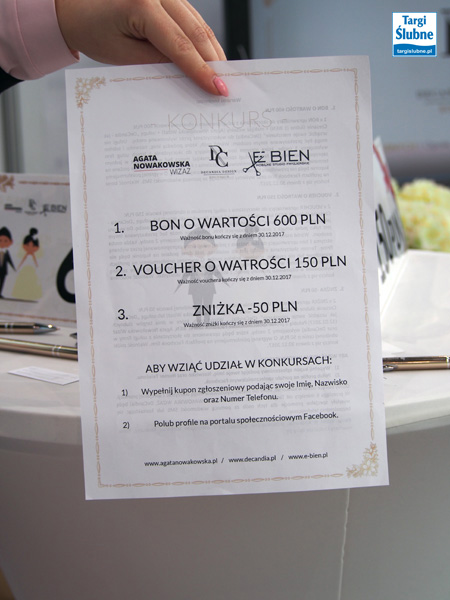 Targi
Ślubne
targislubne.pl
KONKURS
AGATA
NOWAKOWSKA
WIZAŻ
DC
E BIEN
1. BON O WARTOŚCI 600 PLN
Ważność bonu kończy się z dniem 30.12.2017
2. VOUCHER O WATROŚCI 150 PLN
Ważność vouchera kończy się z dniem 30.12.2017
3. ZNIŻKA -50 PLN
Ważność zniżki kończy się z dniem 30.12.2017
ABY WZIĄĆ UDZIAŁ W KONKURSACH:
1) Wypełnij kupon zgłoszeniowy podając swoje Imię, Nazwisko
oraz Numer Telefonu.
2) Polub profile na portalu społecznościowym Facebook.
www.agatanowakowska.pl / www.decandia.pl / www.e-bien.pl